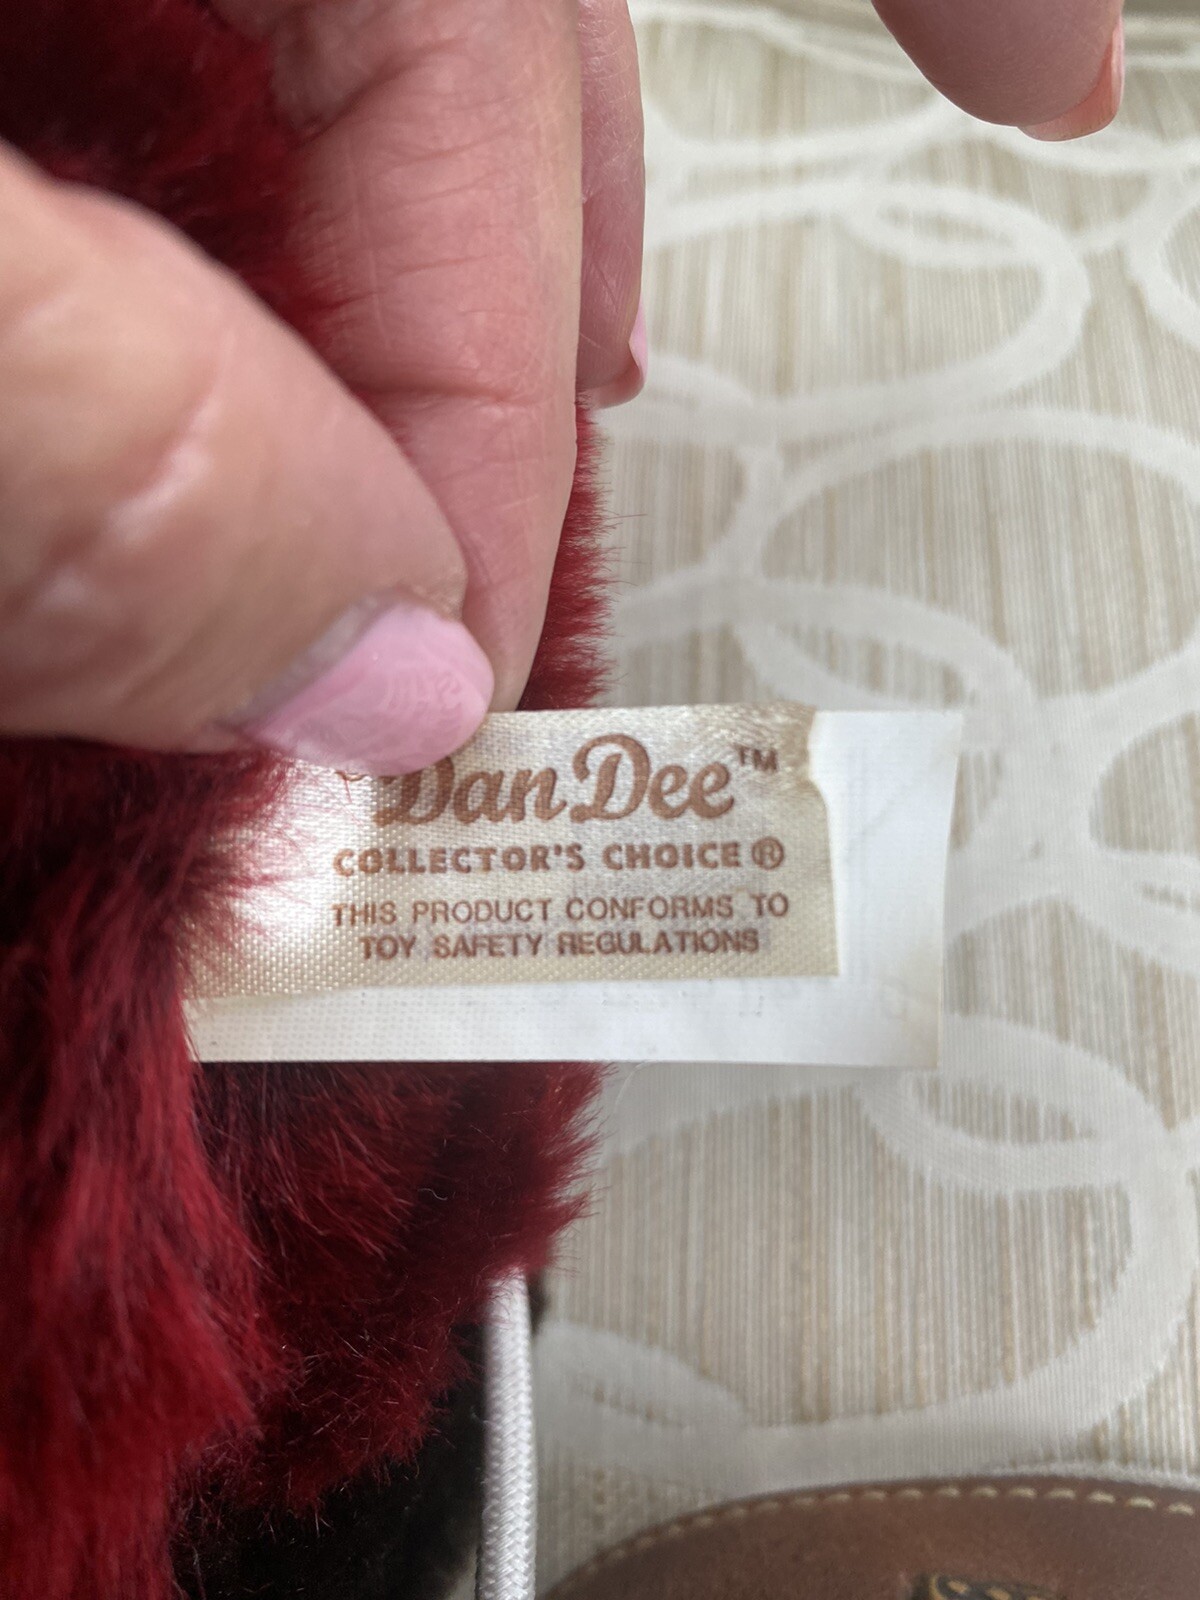 Dan Dee™
COLLECTOR'S CHOICE ®
THIS PRODUCT CONFORMS TO
TOY SAFETY REGULATIONS